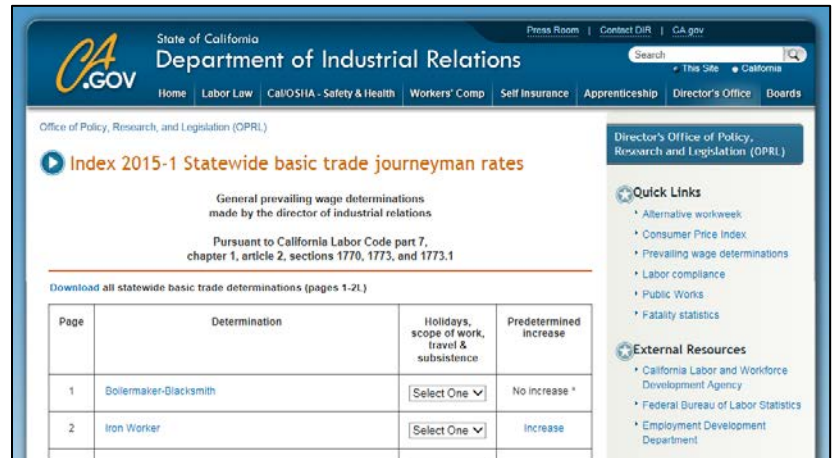 Press Room | Contact DIR | CA.gov
CA
.GOV
State of California
Department of Industrial Relations
Search
This Site California
Home Labor Law Cal/OSHA - Safety & Health Workers' Comp Self Insurance Apprenticeship Director's Office Boards
Office of Policy, Research, and Legislation (OPRL)
Index 2015-1 Statewide basic trade journeyman rates
General prevailing wage determinations
made by the director of industrial relations
Pursuant to California Labor Code part 7,
chapter 1, article 2, sections 1770, 1773, and 1773.1
Download all statewide basic trade determinations (pages 1-2L)
Page Determination Holidays,
scope of work,
travel &
subsistence
Predetermined
increase
1 Boilermaker-Blacksmith Select One No increase *
2 Iron Worker Select One Increase
Director's Office of Policy,
Research and Legislation (OPRL)
Quick Links
Alternative workweek
Consumer Price Index
Prevailing wage determinations
Labor compliance
Public Works
Fatality statistics
External Resources
California Labor and Workforce
Development Agency
Federal Bureau of Labor Statistics
Employment Development
Department